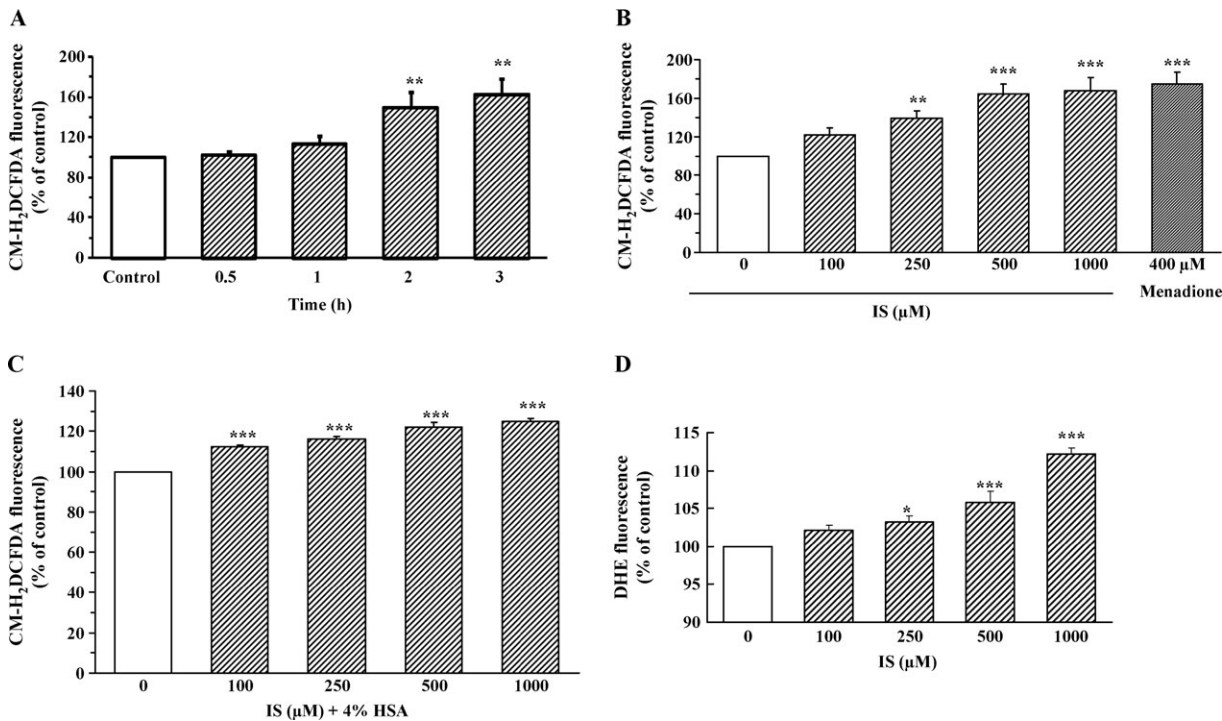 A
CM-H₂DCFDA fluorescence
(% of control)
200
160
120
80
40
0
**
**
Control 0.5 1 2 3
Time (h)
B
CM-H₂DCFDA fluorescence
(% of control)
200
160
120
80
40
0
**
***
***
***
0 100 250 500 1000 400 µM
Menadione
IS (µM)
C
CM-H₂DCFDA fluorescence
(% of control)
140
120
100
80
60
40
20
0
***
***
***
***
0 100 250 500 1000
IS (µM) + 4% HSA
D
DHE fluorescence
(% of control)
115
110
105
100
95
90
*
***
***
0 100 250 500 1000
IS (µM)